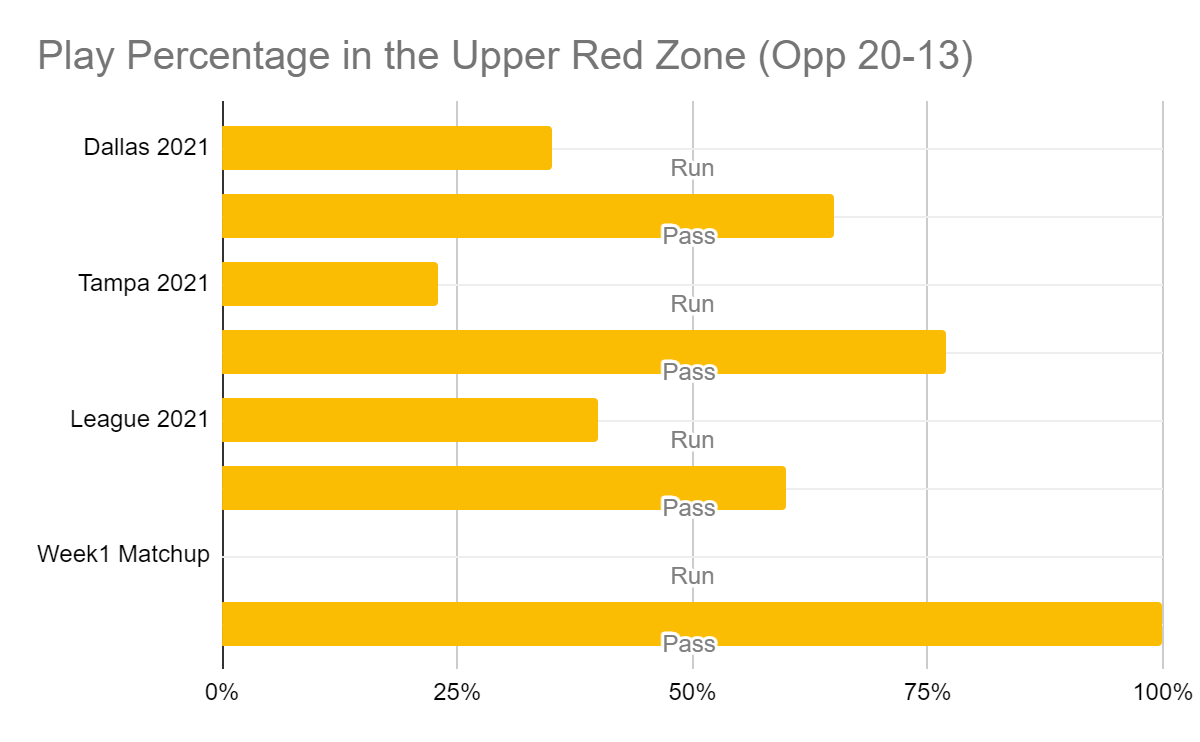 Play Percentage in the Upper Red Zone (Opp 20-13)
Dallas 2021
Run
Pass
Tampa 2021
Run
Pass
League 2021
Run
Pass
Week1 Matchup
Run
Pass
0% 25% 50% 75% 100%